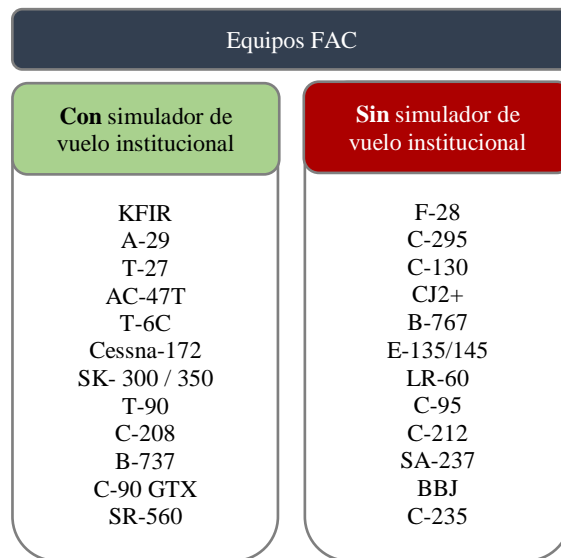 Equipos FAC
Con simulador de
vuelo institucional
KFIR
A-29
T-27
AC-47T
T-6C
Cessna-172
SK- 300 / 350
T-90
C-208
B-737
C-90 GTX
SR-560
Sin simulador de
vuelo institucional
F-28
C-295
C-130
CJ2+
B-767
E-135/145
LR-60
C-95
C-212
SA-237
BBJ
C-235